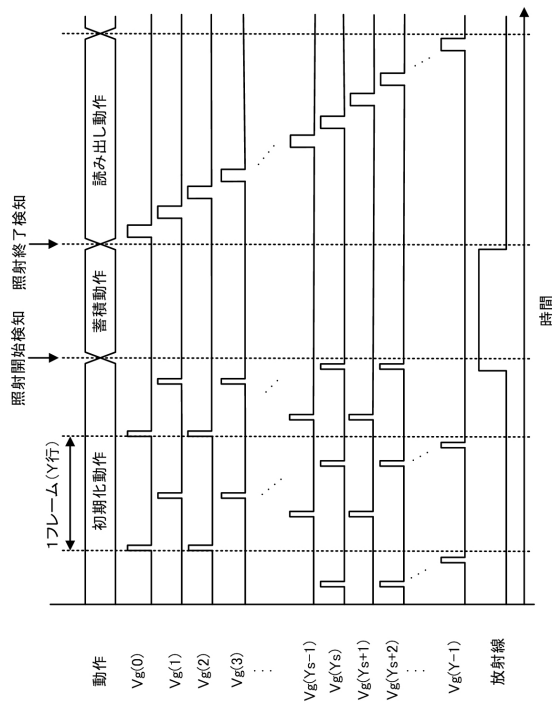 照射開始検知
照射終了検知
1フレーム(Y行)
動作
初期化動作
蓄積動作
読み出し動作
Vg(0)
Vg(1)
Vg(2)
Vg(3)
⋮
Vg(Ys−1)
Vg(Ys)
Vg(Ys+1)
Vg(Ys+2)
⋮
Vg(Y−1)
放射線
時間